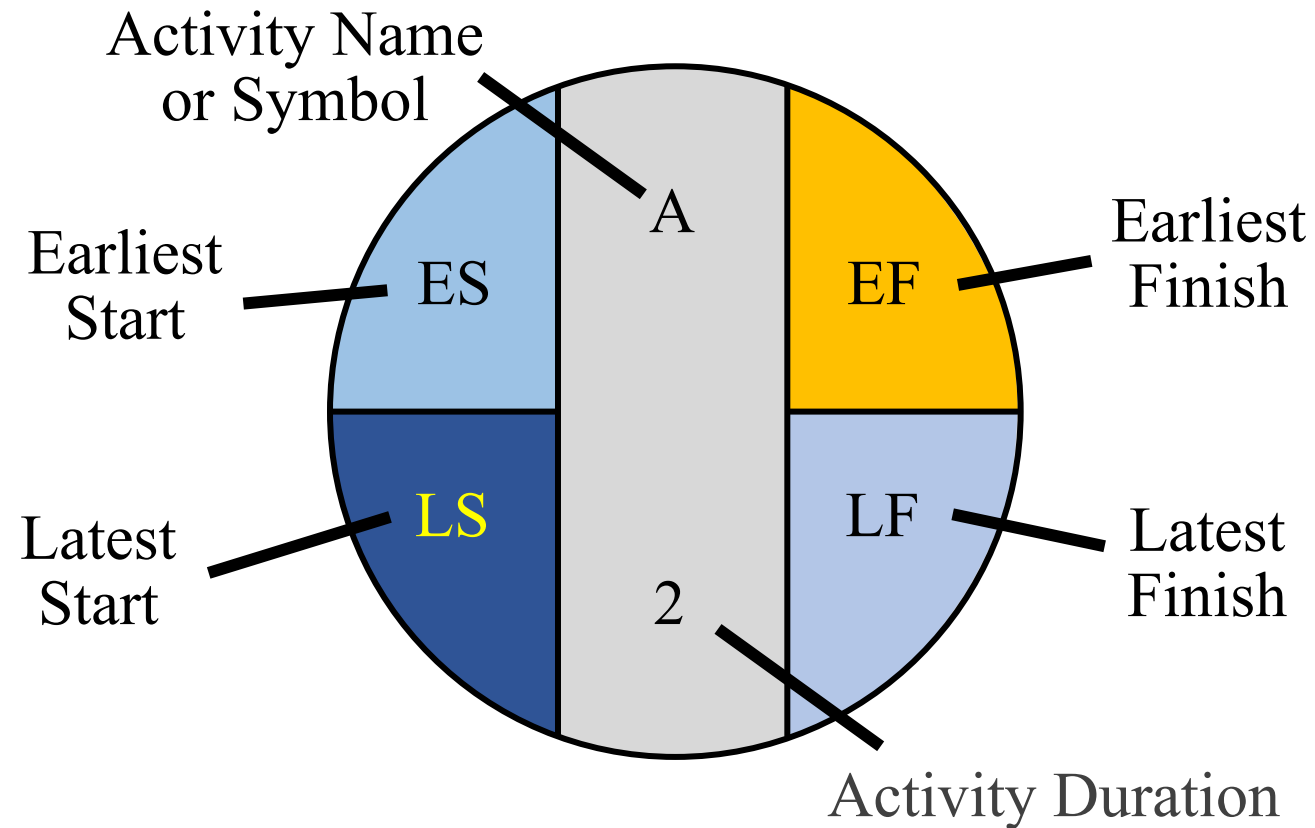 Activity Name
or Symbol
A
Earliest
Start
ES
EF
Earliest
Finish
LS
LF
Latest
Start
Latest
Finish
2
Activity Duration